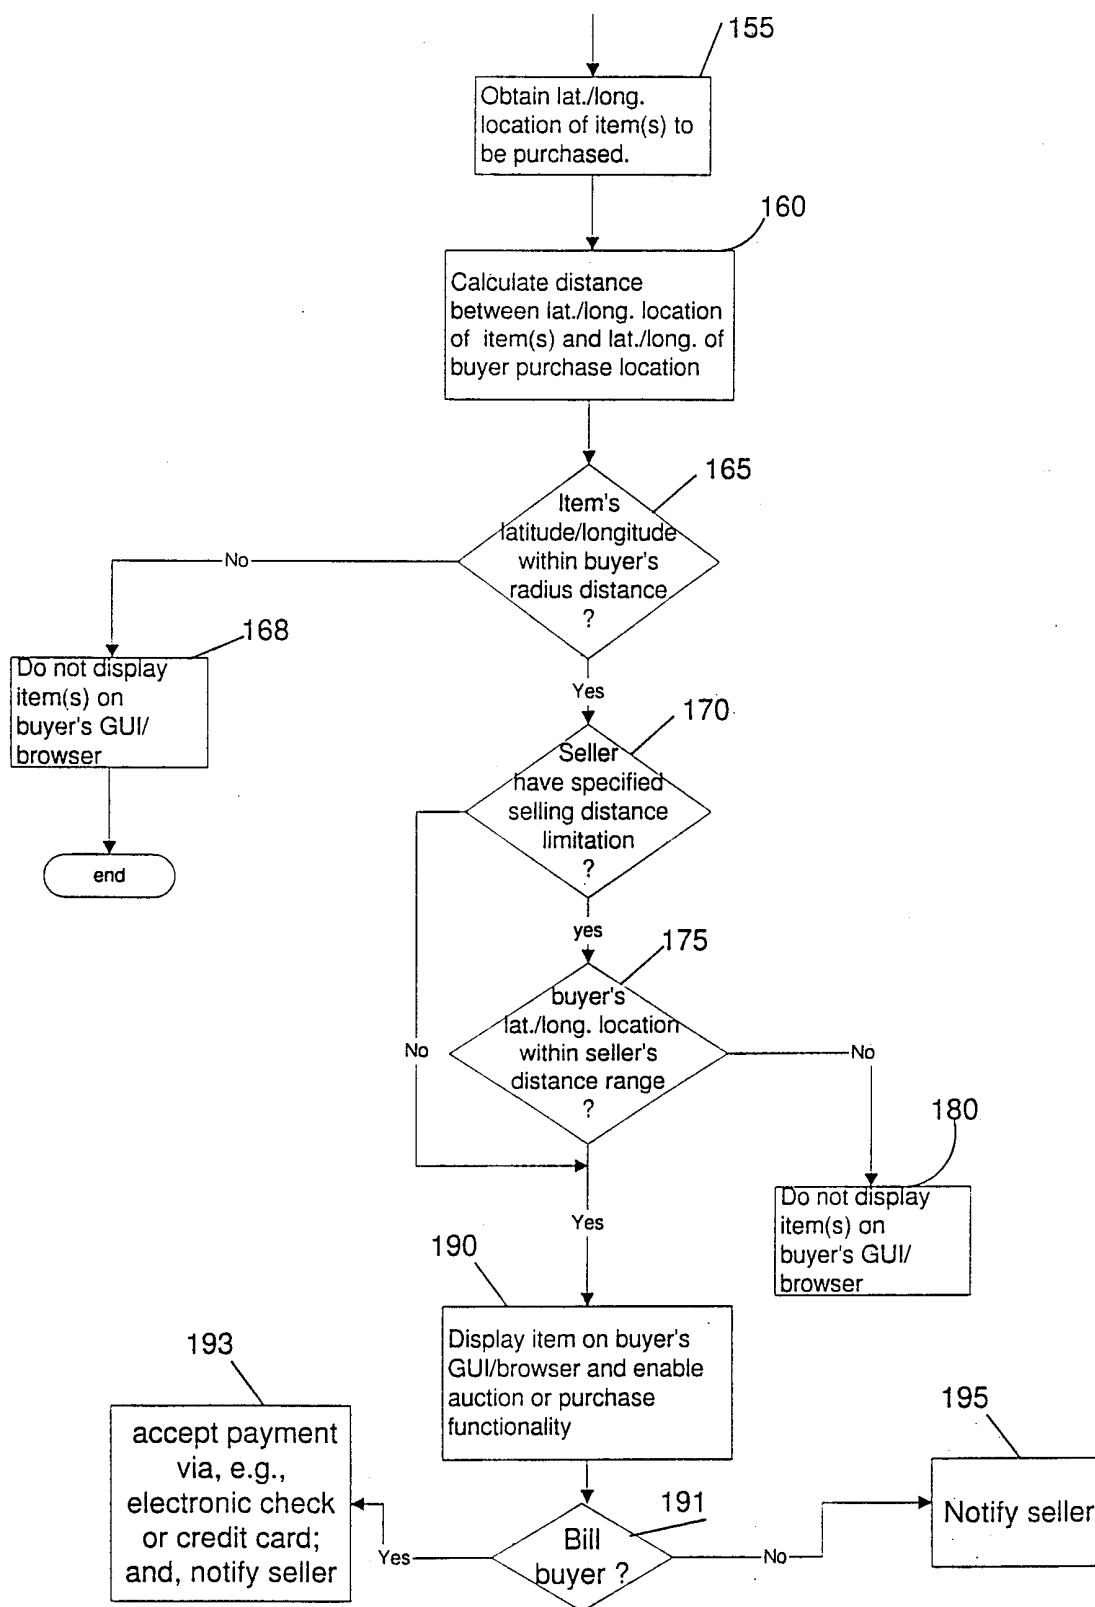 155
Obtain lat./long.
location of item(s) to
be purchased.
160
Calculate distance
between lat./long. location
of item(s) and lat./long. of
buyer purchase location
165
Item's
latitude/longitude
within buyer's
radius distance
?
No
168
Do not display
item(s) on
buyer's GUI/
browser
end
Yes
170
Seller
have specified
selling distance
limitation
?
yes
175
buyer's
lat./long. location
within seller's
distance range
?
No
No
180
Do not display
item(s) on
buyer's GUI/
browser
Yes
190
Display item on buyer's
GUI/browser and enable
auction or purchase
functionality
193
accept payment
via, e.g.,
electronic check
or credit card;
and, notify seller
191
Bill
buyer ?
Yes
No
195
Notify seller